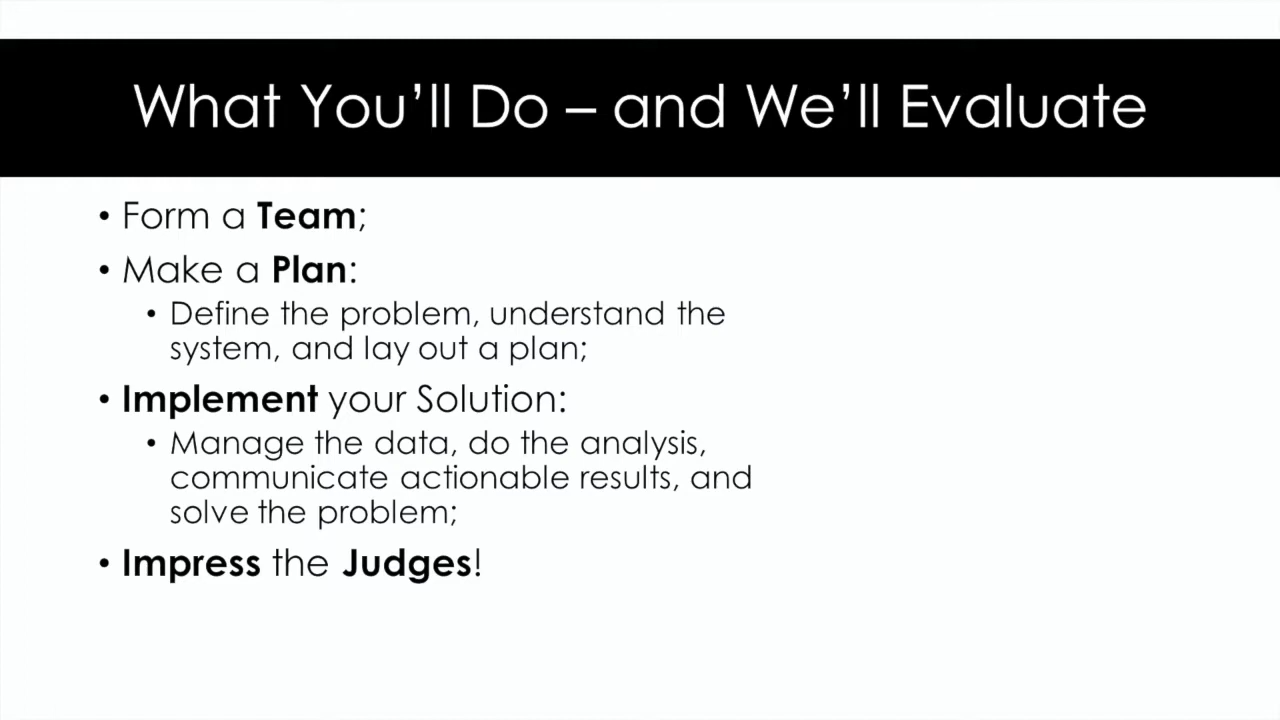 What You'll Do – and We'll Evaluate
• Form a Team;
• Make a Plan:
• Define the problem, understand the
system, and lay out a plan;
• Implement your Solution:
• Manage the data, do the analysis,
communicate actionable results, and
solve the problem;
• Impress the Judges!